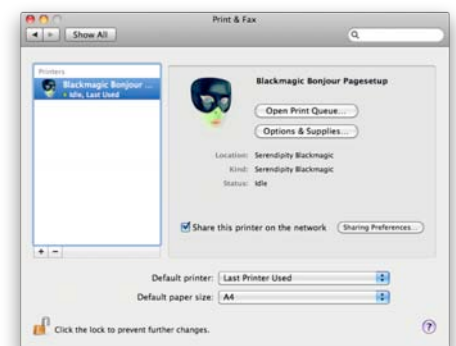 Print & Fax
Show All
Printers
Blackmagic Bonjour ...
Idle, Last Used
Blackmagic Bonjour Pagesetup
Open Print Queue...
Options & Supplies...
Location: Serendipity Blackmagic
Kind: Serendipity Blackmagic
Status: Idle
Share this printer on the network
Sharing Preferences...
+ −
Default printer: Last Printer Used
Default paper size: A4
Click the lock to prevent further changes.
?